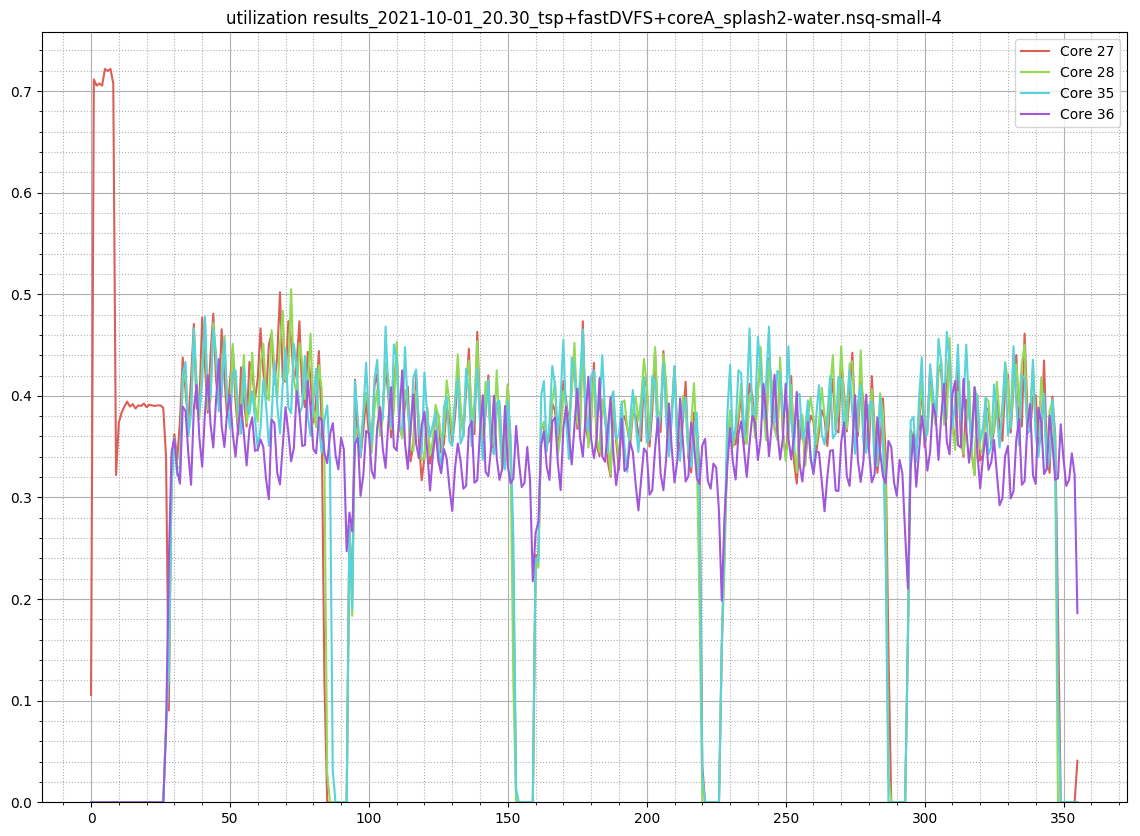 utilization results_2021-10-01_20.30_tsp+fastDVFS+coreA_splash2-water.nsq-small-4
Core 27
Core 28
Core 35
Core 36
0.7
0.6
0.5
0.4
0.3
0.2
0.1
0.0
0 50 100 150 200 250 300 350